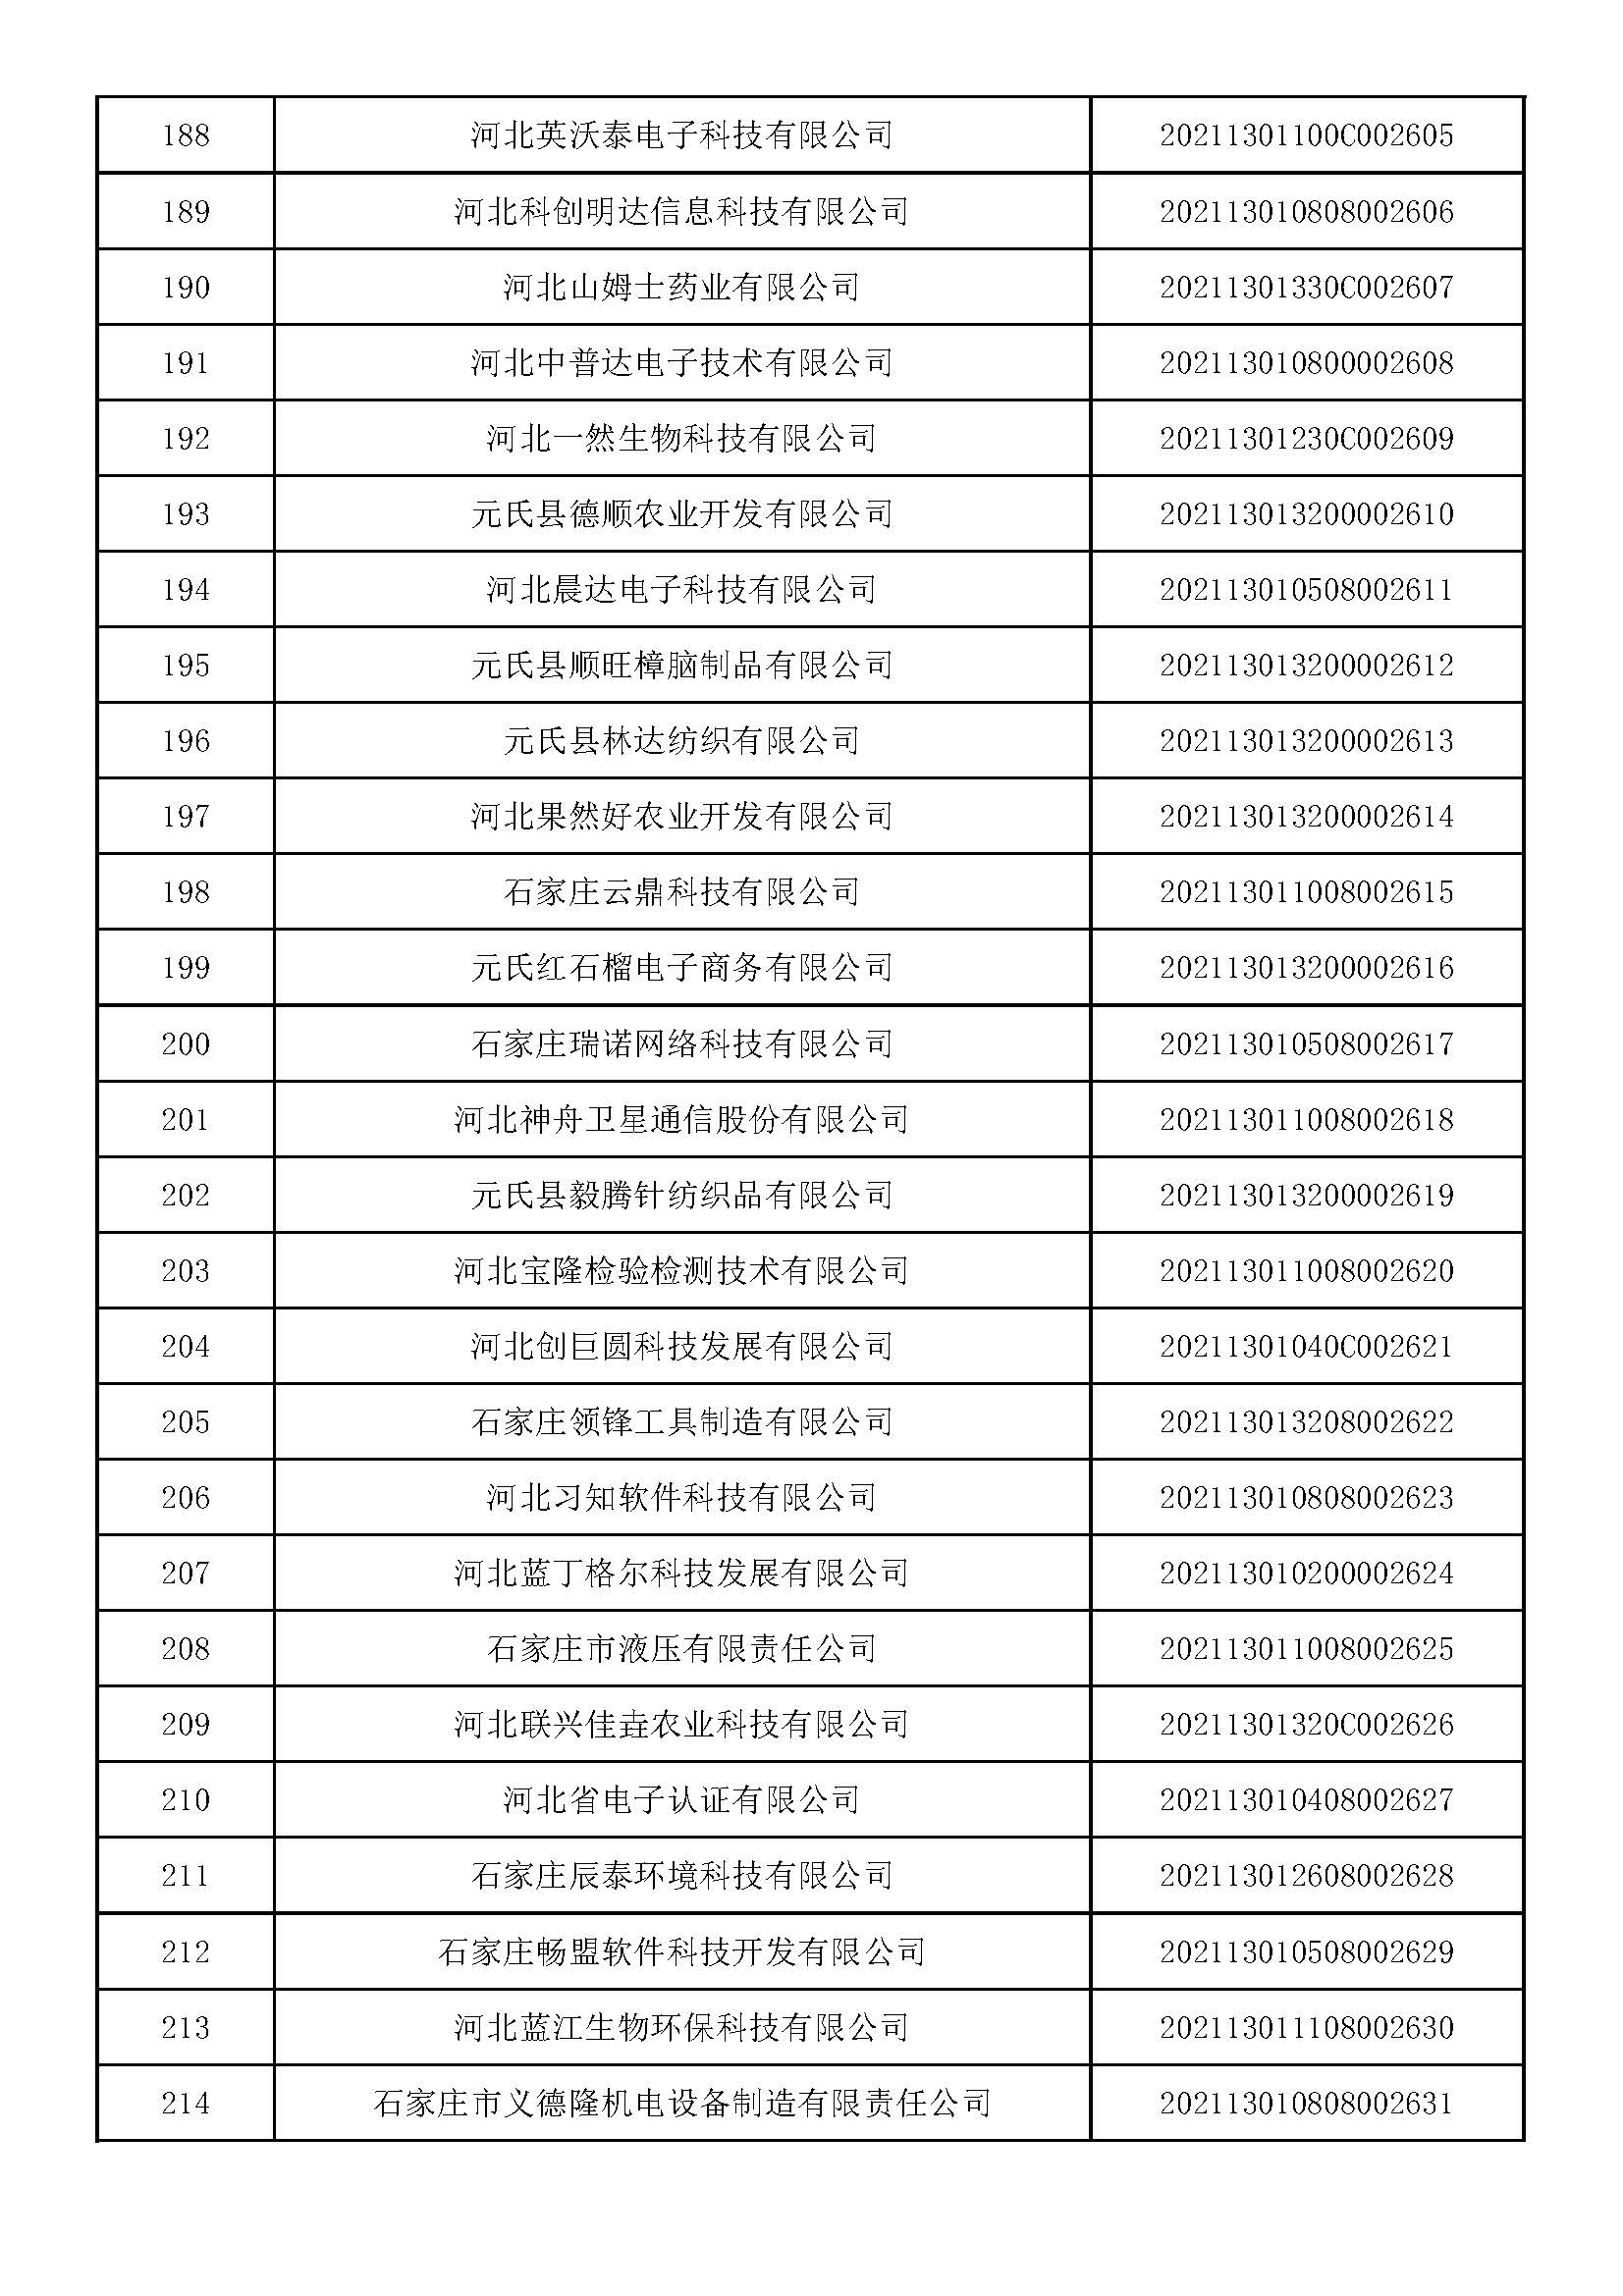 188 河北英沃泰电子科技有限公司 20211301100C002605
189 河北科创明达信息科技有限公司 202113010808002606
190 河北山姆士药业有限公司 20211301330C002607
191 河北中普达电子技术有限公司 202113010800002608
192 河北一然生物科技有限公司 20211301230C002609
193 元氏县德顺农业开发有限公司 202113013200002610
194 河北晨达电子科技有限公司 202113010508002611
195 元氏县顺旺樟脑制品有限公司 202113013200002612
196 元氏县林达纺织有限公司 202113013200002613
197 河北果然好农业开发有限公司 202113013200002614
198 石家庄云鼎科技有限公司 202113011008002615
199 元氏红石榴电子商务有限公司 202113013200002616
200 石家庄瑞诺网络科技有限公司 202113010508002617
201 河北神舟卫星通信股份有限公司 202113011008002618
202 元氏县毅腾针纺织品有限公司 202113013200002619
203 河北宝隆检验检测技术有限公司 202113011008002620
204 河北创巨圆科技发展有限公司 20211301040C002621
205 石家庄领锋工具制造有限公司 202113013208002622
206 河北习知软件科技有限公司 202113010808002623
207 河北蓝丁格尔科技发展有限公司 202113010200002624
208 石家庄市液压有限责任公司 202113011008002625
209 河北联兴佳垚农业科技有限公司 20211301320C002626
210 河北省电子认证有限公司 202113010408002627
211 石家庄辰泰环境科技有限公司 202113012608002628
212 石家庄畅盟软件科技开发有限公司 202113010508002629
213 河北蓝江生物环保科技有限公司 202113011108002630
214 石家庄市义德隆机电设备制造有限责任公司 202113010808002631